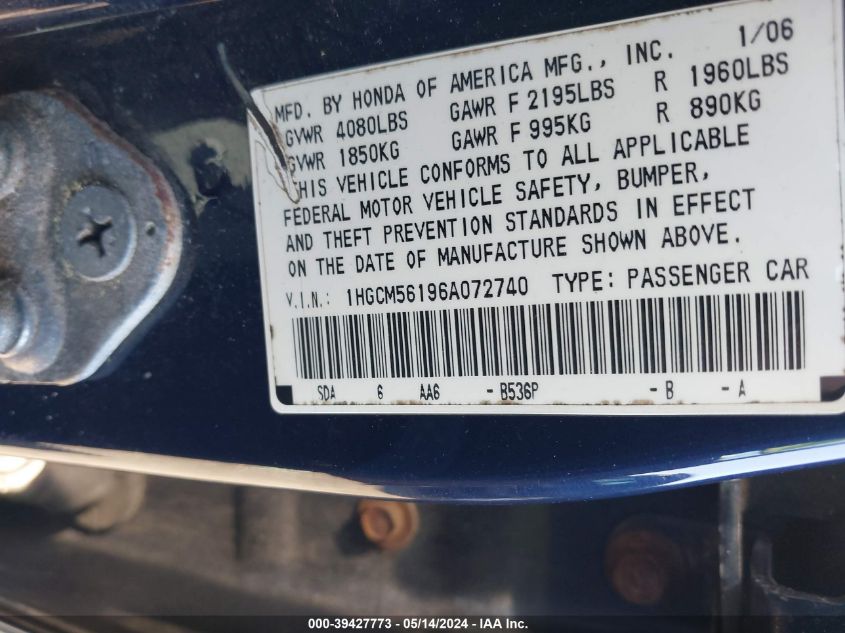 MFD. BY HONDA OF AMERICA MFG., INC. 1/06
GVWR 4080LBS GAWR F 2195LBS R 1960LBS
GVWR 1850KG GAWR F 995KG R 890KG
THIS VEHICLE CONFORMS TO ALL APPLICABLE
FEDERAL MOTOR VEHICLE SAFETY, BUMPER,
AND THEFT PREVENTION STANDARDS IN EFFECT
ON THE DATE OF MANUFACTURE SHOWN ABOVE.
V.I.N.: 1HGCM56196A072740 TYPE: PASSENGER CAR
SDA 6 AA6 -B536P -B -A
000-39427773 - 05/14/2024 - IAA Inc.